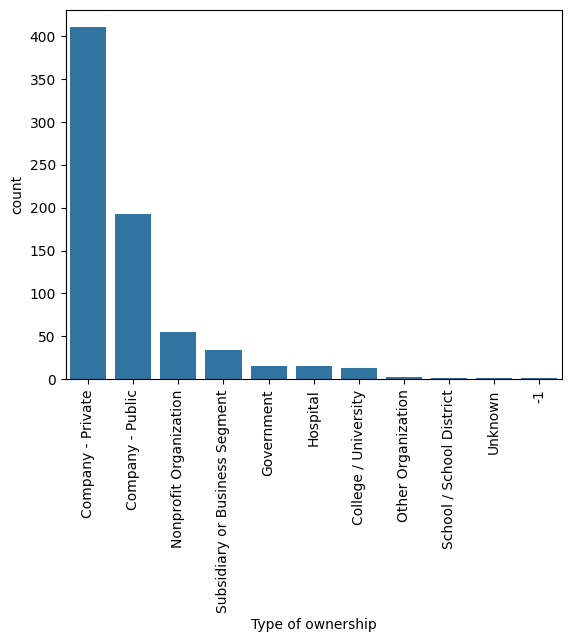 400
350
300
250
200
150
100
50
0
count
Company - Private
Company - Public
Nonprofit Organization
Subsidiary or Business Segment
Government
Hospital
College / University
Other Organization
School / School District
Unknown
-1
Type of ownership